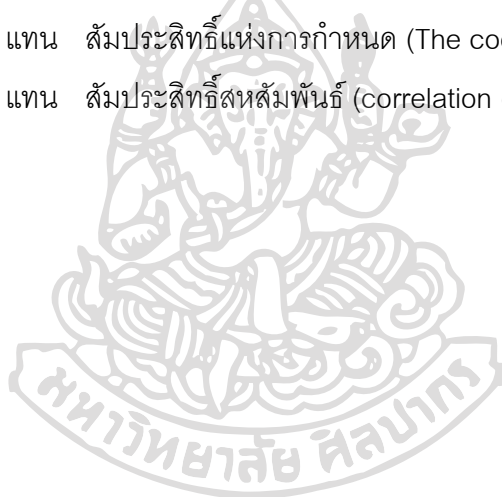 แทน สัมประสิทธิ์แห่งการกำหนด (The co
แทน สัมประสิทธิ์สหสัมพันธ์ (correlation
มหาวิทยาลัย ศิลปากร